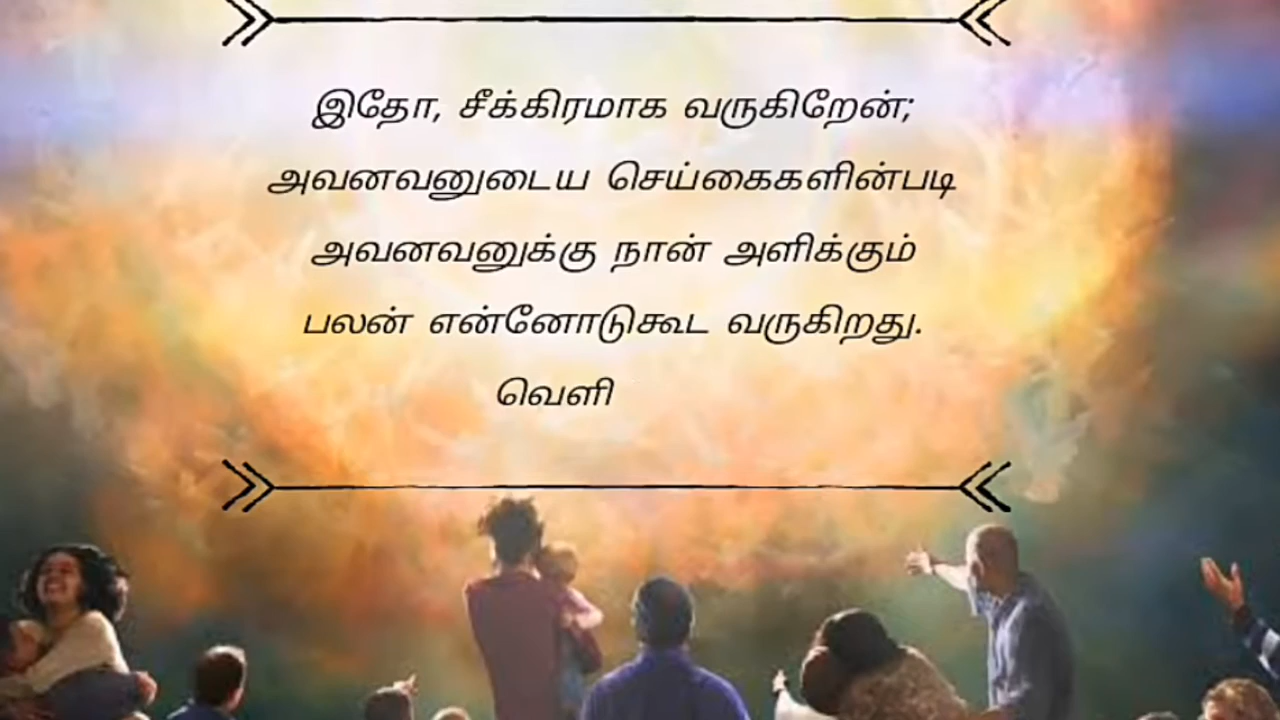 இதோ, சீக்கிரமாக வருகிறேன்;
அவனவனுடைய செய்கைகளின்படி
அவனவனுக்கு நான் அளிக்கும்
பலன் என்னோடுகூட வருகிறது.
வெளி